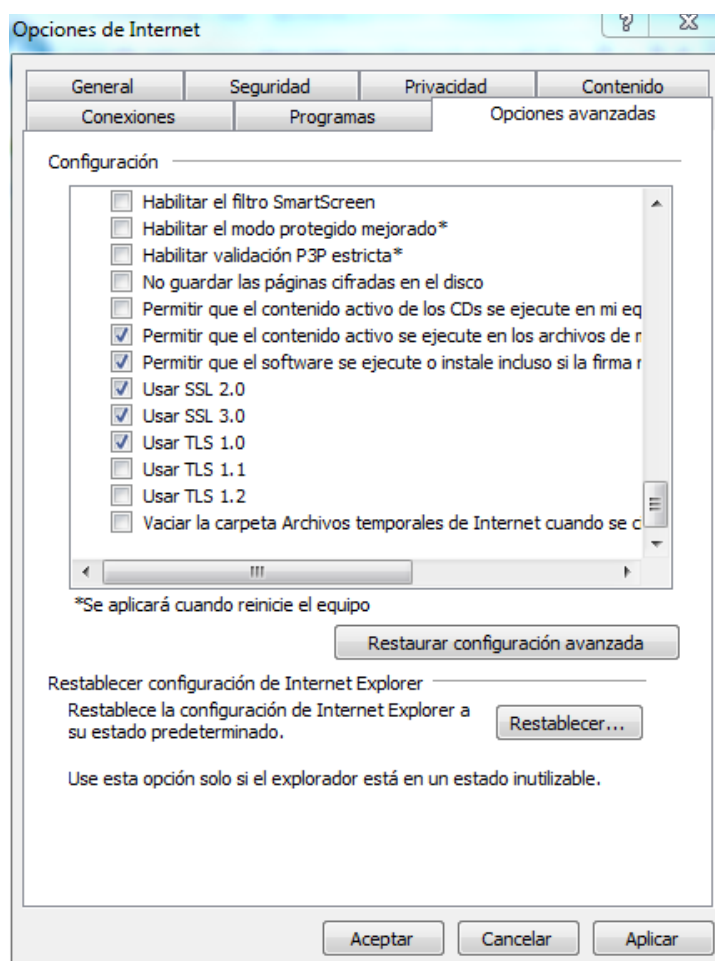 Opciones de Internet
General
Seguridad
Privacidad
Contenido
Conexiones
Programas
Opciones avanzadas
Configuración
Habilitar el filtro SmartScreen
Habilitar el modo protegido mejorado*
Habilitar validación P3P estricta*
No guardar las páginas cifradas en el disco
Permitir que el contenido activo de los CDs se ejecute en mi eq
Permitir que el contenido activo se ejecute en los archivos de
Permitir que el software se ejecute o instale incluso si la firma
Usar SSL 2.0
Usar SSL 3.0
Usar TLS 1.0
Usar TLS 1.1
Usar TLS 1.2
Vaciar la carpeta Archivos temporales de Internet cuando se c
*Se aplicará cuando reinicie el equipo
Restaurar configuración avanzada
Restablecer configuración de Internet Explorer
Restablece la configuración de Internet Explorer a
su estado predeterminado.
Restablecer...
Use esta opción solo si el explorador está en un estado inutilizable.
Aceptar
Cancelar
Aplicar